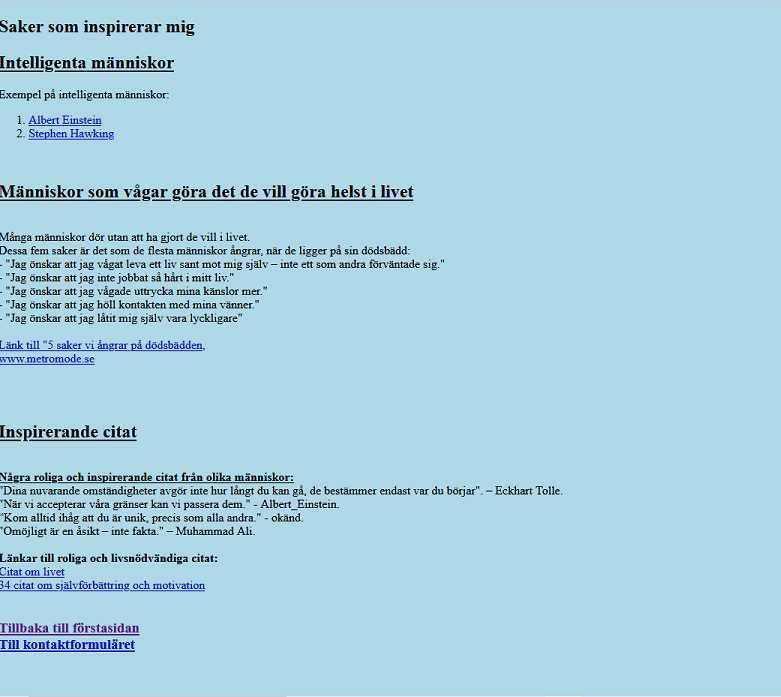 Saker som inspirerar mig
Intelligenta människor
Exempel på intelligenta människor:
1. Albert Einstein
2. Stephen Hawking
Människor som vågar göra det de vill göra helst i livet
Många människor dör utan att ha gjort de vill i livet.
Dessa fem saker är det som de flesta människor ångrar, när de ligger på sin dödsbädd:
- "Jag önskar att jag vågat leva ett liv sant mot mig själv – inte ett som andra förväntade sig."
- "Jag önskar att jag inte jobbat så hårt i mitt liv."
- "Jag önskar att jag vågade uttrycka mina känslor mer."
- "Jag önskar att jag höll kontakten med mina vänner."
- "Jag önskar att jag låtit mig själv vara lyckligare"
Länk till "5 saker vi ångrar på dödsbädden,
www.metromode.se
Inspirerande citat
Några roliga och inspirerande citat från olika människor:
"Dina nuvarande omständigheter avgör inte hur långt du kan gå, de bestämmer endast var du börjar". – Eckhart Tolle.
"När vi accepterar våra gränser kan vi passera dem." - Albert_Einstein.
"Kom alltid ihåg att du är unik, precis som alla andra." - okänd.
"Omöjligt är en åsikt – inte fakta." – Muhammad Ali.
Länkar till roliga och livsnödvändiga citat:
Citat om livet
34 citat om självförbättring och motivation
Tillbaka till förstasidan
Till kontaktformuläret